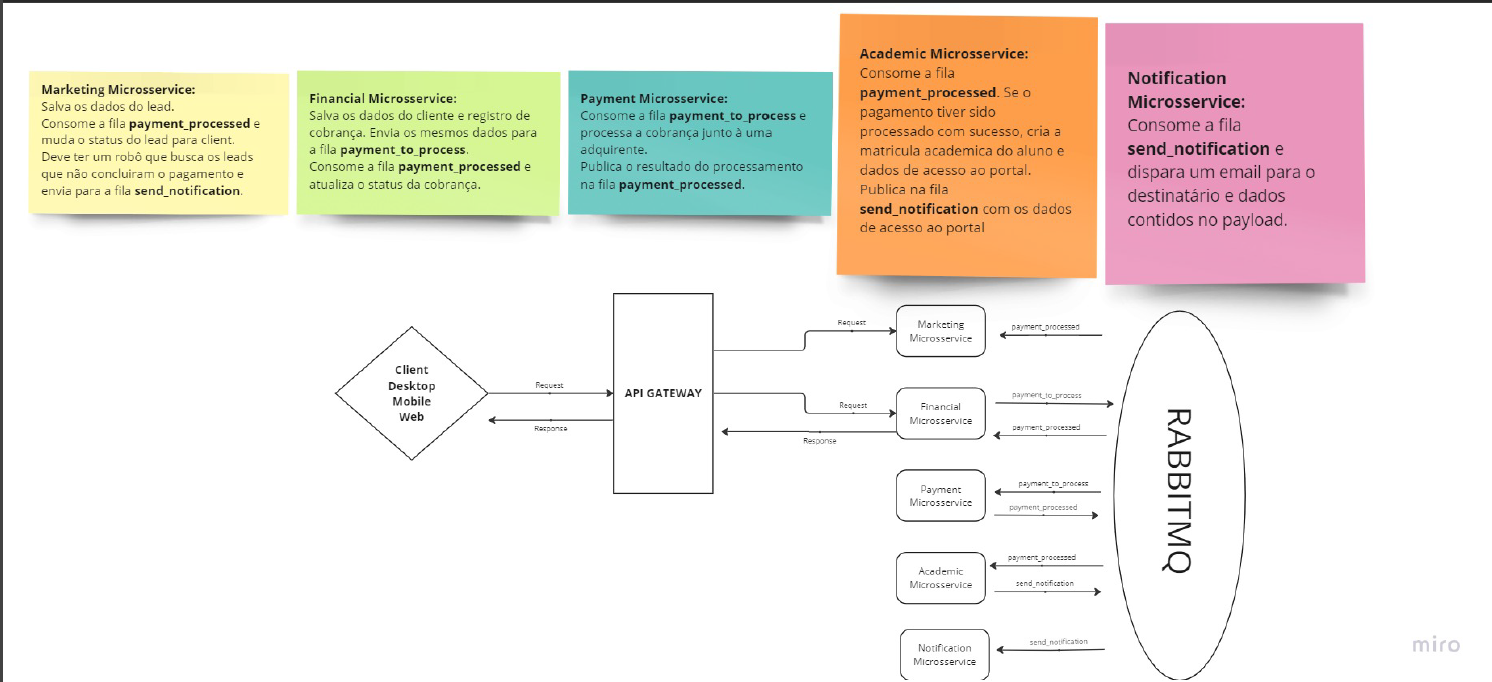 Marketing Microsservice:
Salva os dados do lead.
Consome a fila payment_processed e
muda o status do lead para client.
Deve ter um robô que busca os leads
que não concluiram o pagamento e
envia para a fila send_notification.
Financial Microsservice:
Salva os dados do cliente e registro de
cobrança. Envia os mesmos dados para
a fila payment_to_process.
Consome a fila payment_processed e
atualiza o status da cobrança.
Payment Microsservice:
Consome a fila payment_to_process e
processa a cobrança junto à uma
adquirente.
Publica o resultado do processamento
na fila payment_processed.
Academic Microsservice:
Consome a fila
payment_processed. Se o
pagamento tiver sido
processado com sucesso, cria a
matricula academica do aluno e
dados de acesso ao portal.
Publica na fila
send_notification com os dados
de acesso ao portal
Notification
Microsservice:
Consome a fila
send_notification e
dispara um email para o
destinatário e dados
contidos no payload.
Client
Desktop
Mobile
Web
Request
Response
API GATEWAY
Request
Request
Response
Marketing
Microsservice
payment_processed
Financial
Microsservice
payment_to_process
payment_processed
Payment
Microsservice
payment_to_process
payment_processed
Academic
Microsservice
payment_processed
send_notification
Notification
Microsservice
send_notification
RABBITMQ
miro